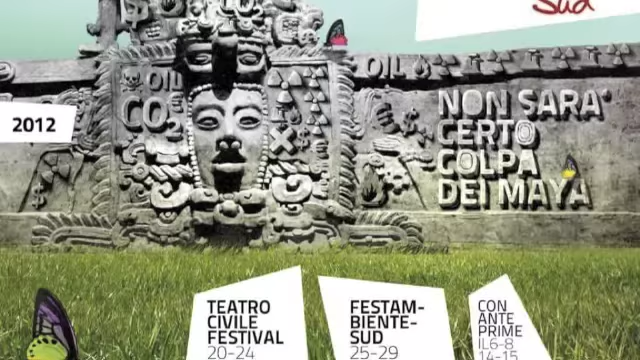 Sud
OIL
CO2
OIL
2012
NON SARA'
CERTO
COLPA
DEI MAYA
TEATRO
CIVILE
FESTIVAL
20-24
FESTAM-
BIENTE-
SUD
25-29
CON
ANTE
PRIME
IL6-8
14-15